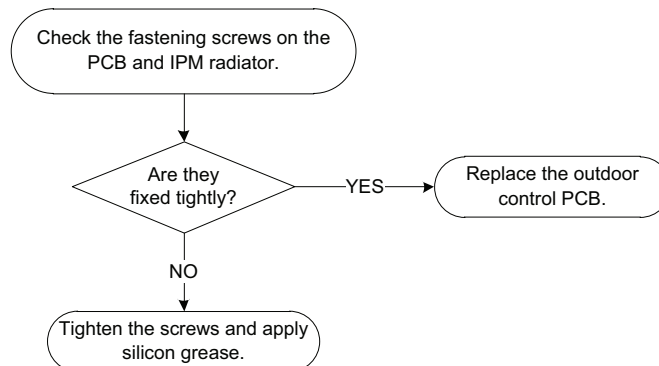 Check the fastening screws on the
PCB and IPM radiator.
Are they
fixed tightly?
YES
Replace the outdoor
control PCB.
NO
Tighten the screws and apply
silicon grease.